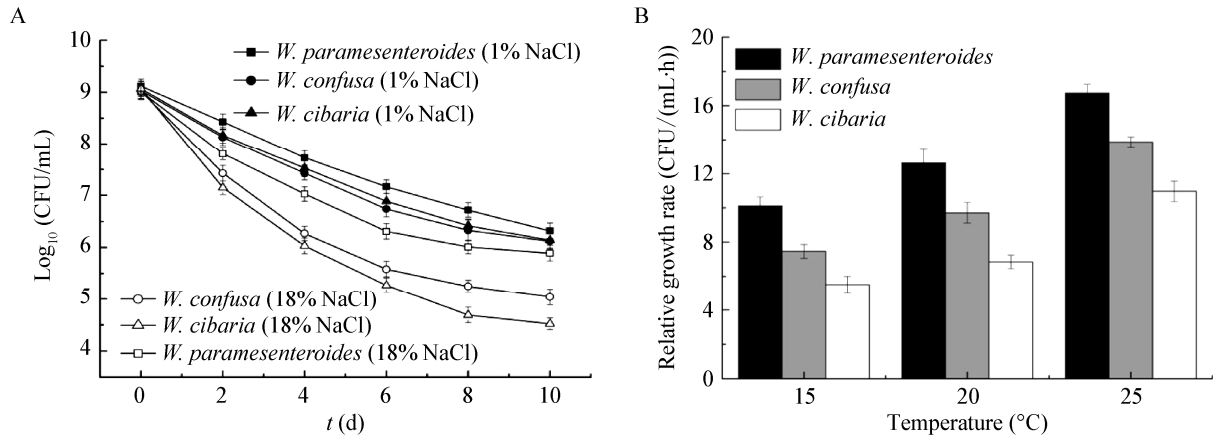 A
Log10 (CFU/mL)
10
9
8
7
6
5
4
W. paramesenteroides (1% NaCl)
W. confusa (1% NaCl)
W. cibaria (1% NaCl)
W. confusa (18% NaCl)
W. cibaria (18% NaCl)
W. paramesenteroides (18% NaCl)
0 2 4 6 8 10
t (d)
B
Relative growth rate (CFU/(mL·h))
20
16
12
8
4
0
W. paramesenteroides
W. confusa
W. cibaria
15 20 25
Temperature (°C)